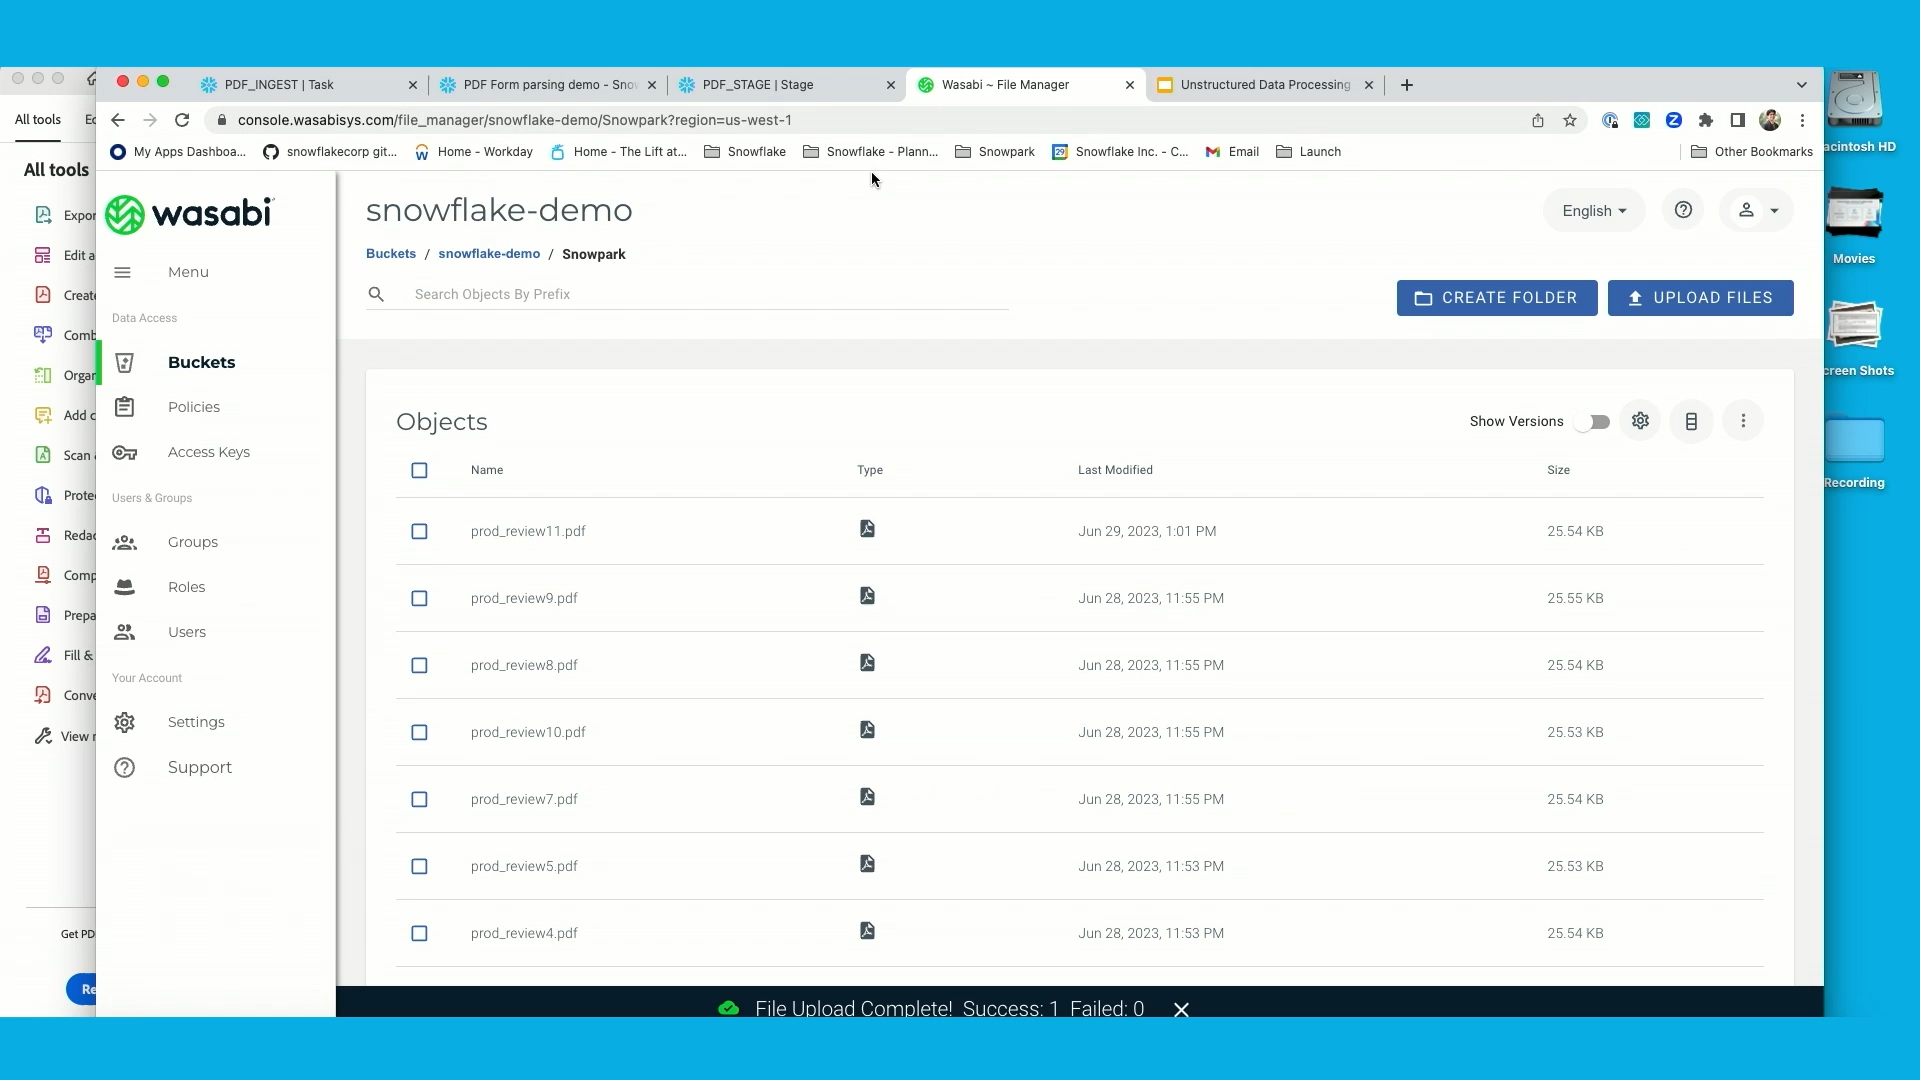 PDF_INGEST | Task
PDF Form parsing demo - Snov
PDF_STAGE | Stage
Wasabi ~ File Manager
Unstructured Data Processing
console.wasabisys.com/file_manager/snowflake-demo/Snowpark?region=us-west-1
My Apps Dashboa...
snowflakecorp git...
Home - Workday
Home - The Lift at...
Snowflake
Snowflake - Plann...
Snowpark
29
Snowflake Inc. - C...
Email
Launch
Other Bookmarks
All tools
All tools
Expor
Edit a
Create
Comb
Organ
Add c
Scan
Prote
Redac
Comp
Prepa
Fill &
Conve
View
Get PD
Re
wasabi
Menu
Data Access
Buckets
Policies
Access Keys
Users & Groups
Groups
Roles
Users
Your Account
Settings
Support
snowflake-demo
English
Buckets / snowflake-demo / Snowpark
Search Objects By Prefix
CREATE FOLDER
UPLOAD FILES
Objects
Show Versions
Name Type Last Modified Size
prod_review11.pdf Jun 29, 2023, 1:01 PM 25.54 KB
prod_review9.pdf Jun 28, 2023, 11:55 PM 25.55 KB
prod_review8.pdf Jun 28, 2023, 11:55 PM 25.54 KB
prod_review10.pdf Jun 28, 2023, 11:55 PM 25.53 KB
prod_review7.pdf Jun 28, 2023, 11:55 PM 25.54 KB
prod_review5.pdf Jun 28, 2023, 11:53 PM 25.53 KB
prod_review4.pdf Jun 28, 2023, 11:53 PM 25.54 KB
File Upload Complete! Success: 1 Failed: 0
acintosh HD
Movies
creen Shots
Recording